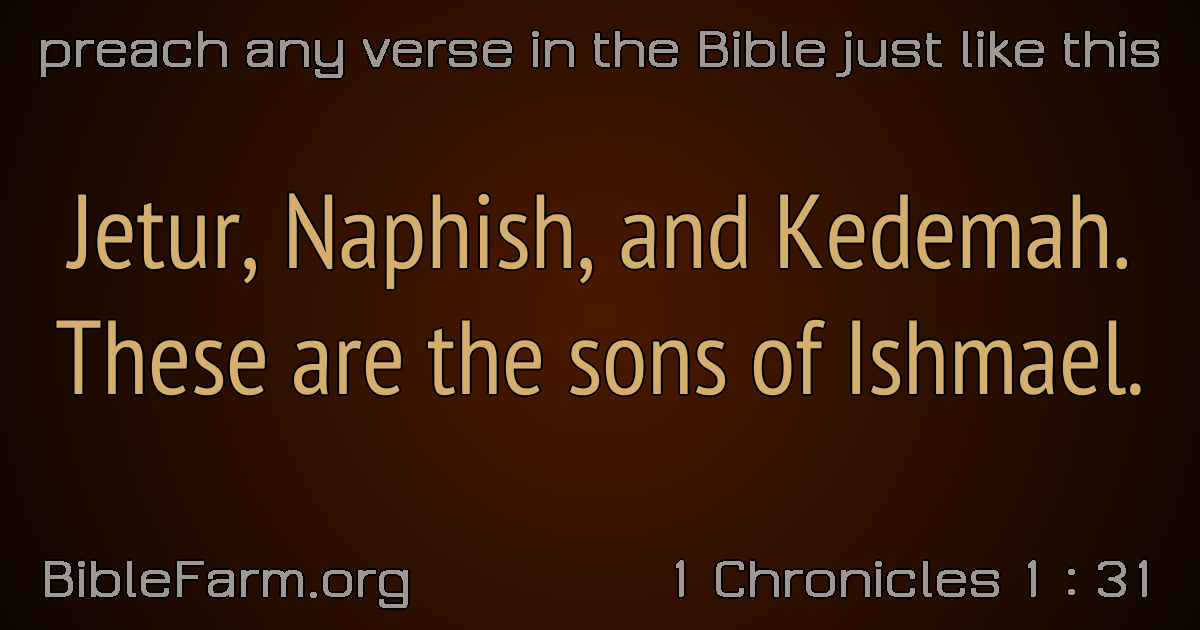 preach any verse in the Bible just like this
Jetur, Naphish, and Kedemah.
These are the sons of Ishmael.
BibleFarm.org
1 Chronicles 1 : 31